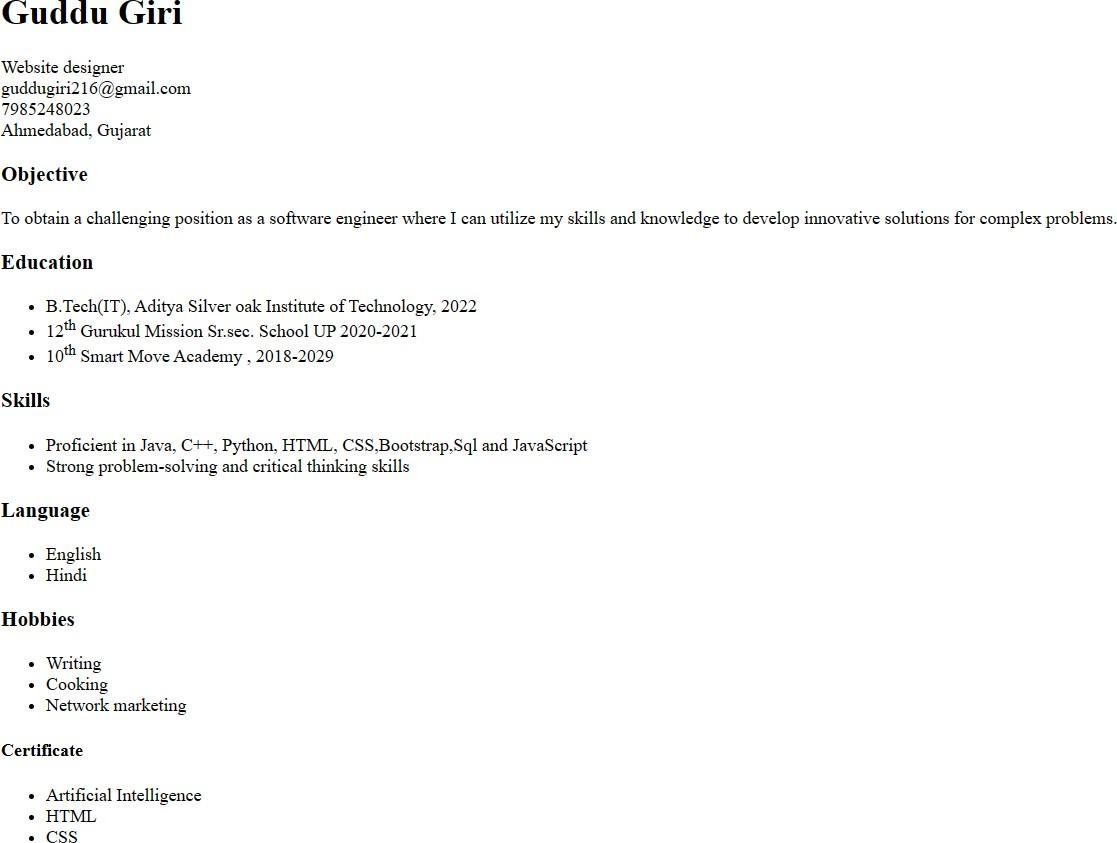 Guddu Giri
Website designer
guddugiri216@gmail.com
7985248023
Ahmedabad, Gujarat
Objective
To obtain a challenging position as a software engineer where I can utilize my skills and knowledge to develop innovative solutions for complex problems.
Education
B.Tech(IT), Aditya Silver oak Institute of Technology, 2022
12th Gurukul Mission Sr.sec. School UP 2020-2021
10th Smart Move Academy , 2018-2029
Skills
Proficient in Java, C++, Python, HTML, CSS,Bootstrap,Sql and JavaScript
Strong problem-solving and critical thinking skills
Language
English
Hindi
Hobbies
Writing
Cooking
Network marketing
Certificate
Artificial Intelligence
HTML
CSS